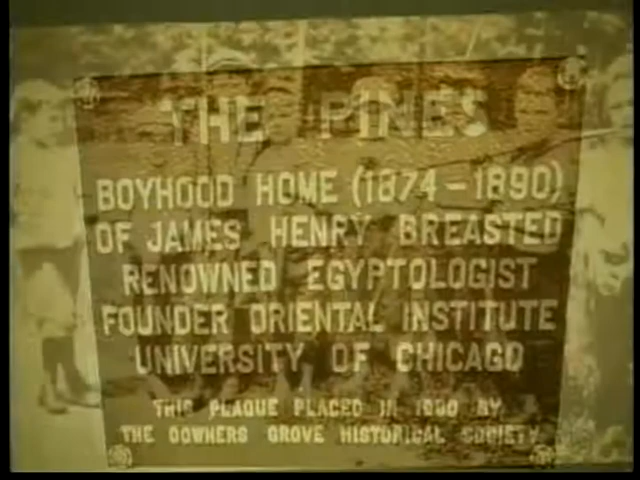 THE PINES
BOYHOOD HOME (1874-1890)
OF JAMES HENRY BREASTED
RENOWNED EGYPTOLOGIST
FOUNDER ORIENTAL INSTITUTE
UNIVERSITY OF CHICAGO
THIS PLAQUE PLACED IN BY
THE DOWNERS GROVE HISTORICAL SOCIETY